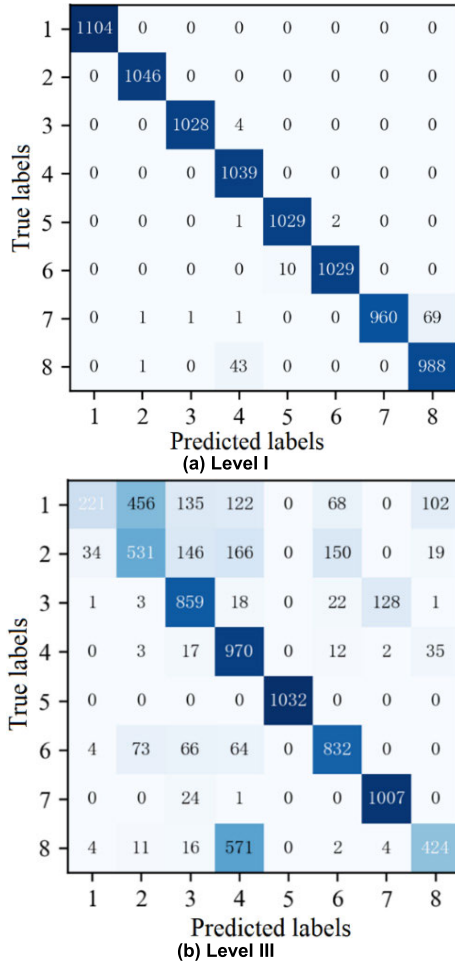 True labels
1 1104 0 0 0 0 0 0 0
2 0 1046 0 0 0 0 0 0
3 0 0 1028 4 0 0 0 0
4 0 0 0 1039 0 0 0 0
5 0 0 0 1 1029 2 0 0
6 0 0 0 0 10 1029 0 0
7 0 1 1 1 0 0 960 69
8 0 1 0 43 0 0 0 988
1 2 3 4 5 6 7 8
Predicted labels
(a) Level I
True labels
1 221 456 135 122 0 68 0 102
2 34 531 146 166 0 150 0 19
3 1 3 859 18 0 22 128 1
4 0 3 17 970 0 12 2 35
5 0 0 0 0 1032 0 0 0
6 4 73 66 64 0 832 0 0
7 0 0 24 1 0 0 1007 0
8 4 11 16 571 0 2 4 424
1 2 3 4 5 6 7 8
Predicted labels
(b) Level III